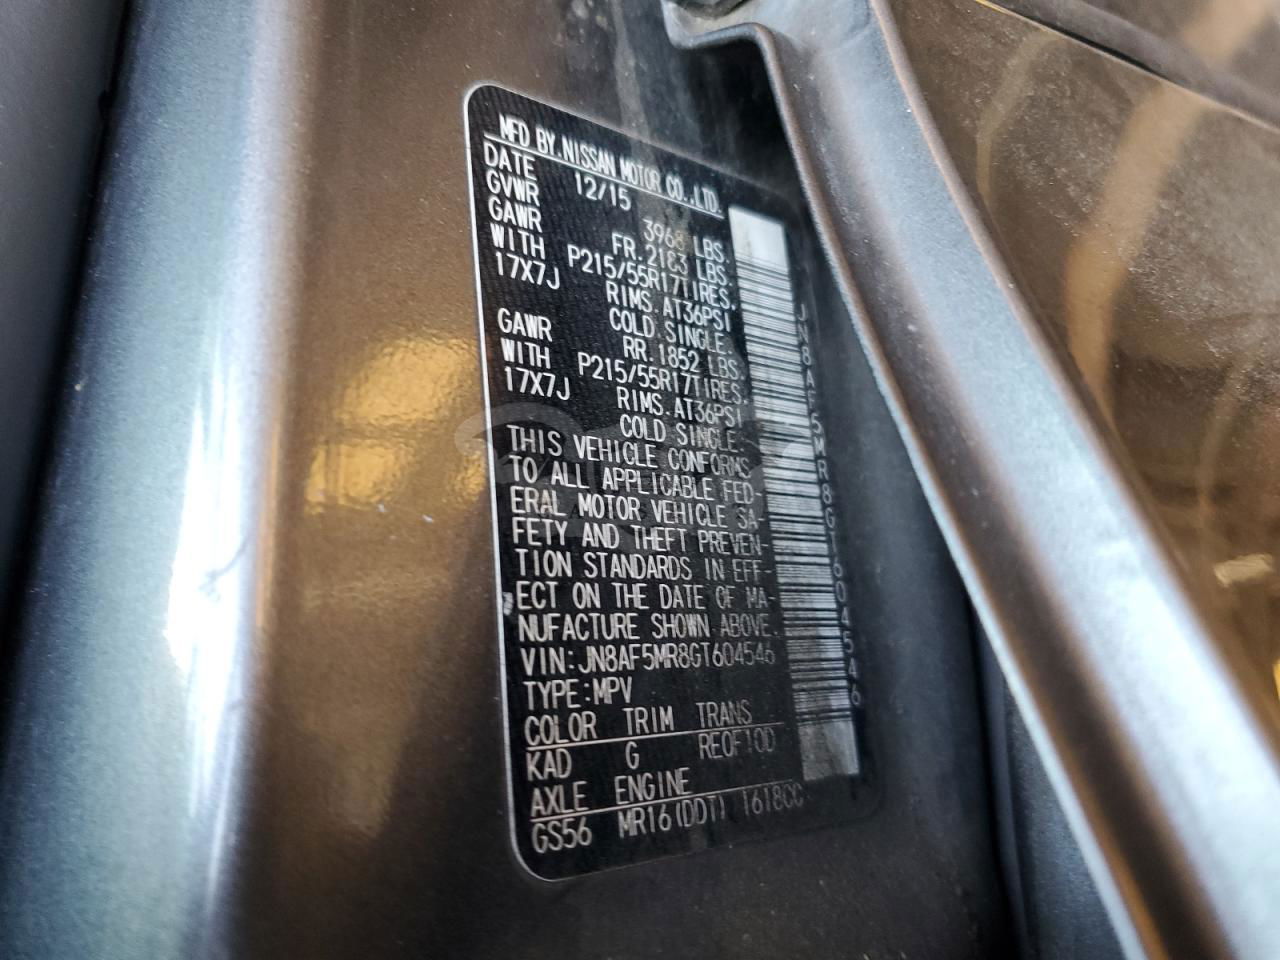 MFD BY.NISSAN MOTOR CO.,LTD.
DATE 12/15
GVWR 3968 LBS.
GAWR FR.2183 LBS.
WITH P215/55R17TIRES.
17X7J RIMS.AT36PSI
COLD.SINGLE.
GAWR RR.1852 LBS.
WITH P215/55R17TIRES.
17X7J RIMS.AT36PSI
COLD SINGLE.
THIS VEHICLE CONFORMS
TO ALL APPLICABLE FED-
ERAL MOTOR VEHICLE SA-
FETY AND THEFT PREVEN-
TION STANDARDS IN EFF-
ECT ON THE DATE OF MA-
NUFACTURE SHOWN ABOVE.
VIN:JN8AF5MR8GT604546
TYPE:MPV
COLOR TRIM TRANS
KAD G RE0F10D
AXLE ENGINE
GS56 MR16(DDT) 1618CC
JN8AF5MR8GT604546